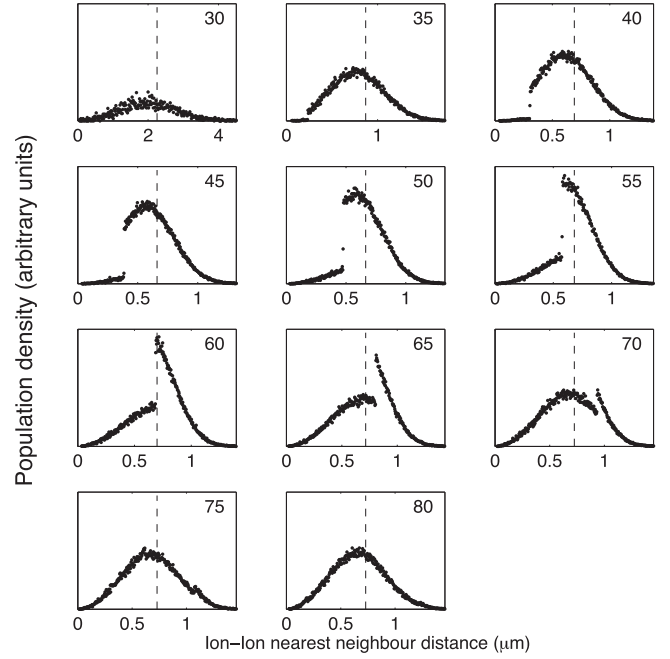 30 35 40
2 4 0 1 0 0.5 1
0
45 50 55
0 0.5 1 0 0.5 1 0 0.5 1
60 65 70
0 0.5 1 0 0.5 1 0 0.5 1
75 80
0 0.5 1 0 0.5 1
Population density (arbitrary units)
Ion–Ion nearest neighbour distance (μm)